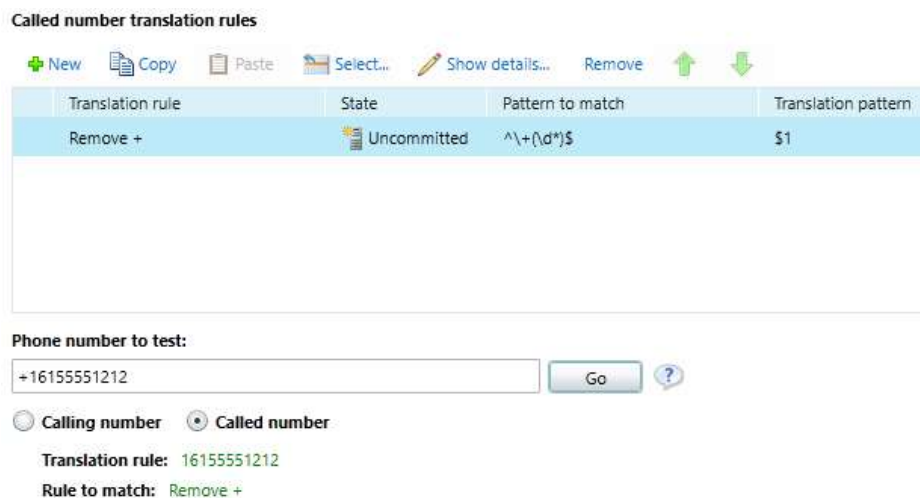 Called number translation rules
New Copy Paste Select... Show details... Remove
Translation rule State Pattern to match Translation pattern
Remove + Uncommitted ^\+(\d*)$ $1
Phone number to test:
+16155551212 Go ?
Calling number Called number
Translation rule: 16155551212
Rule to match: Remove +